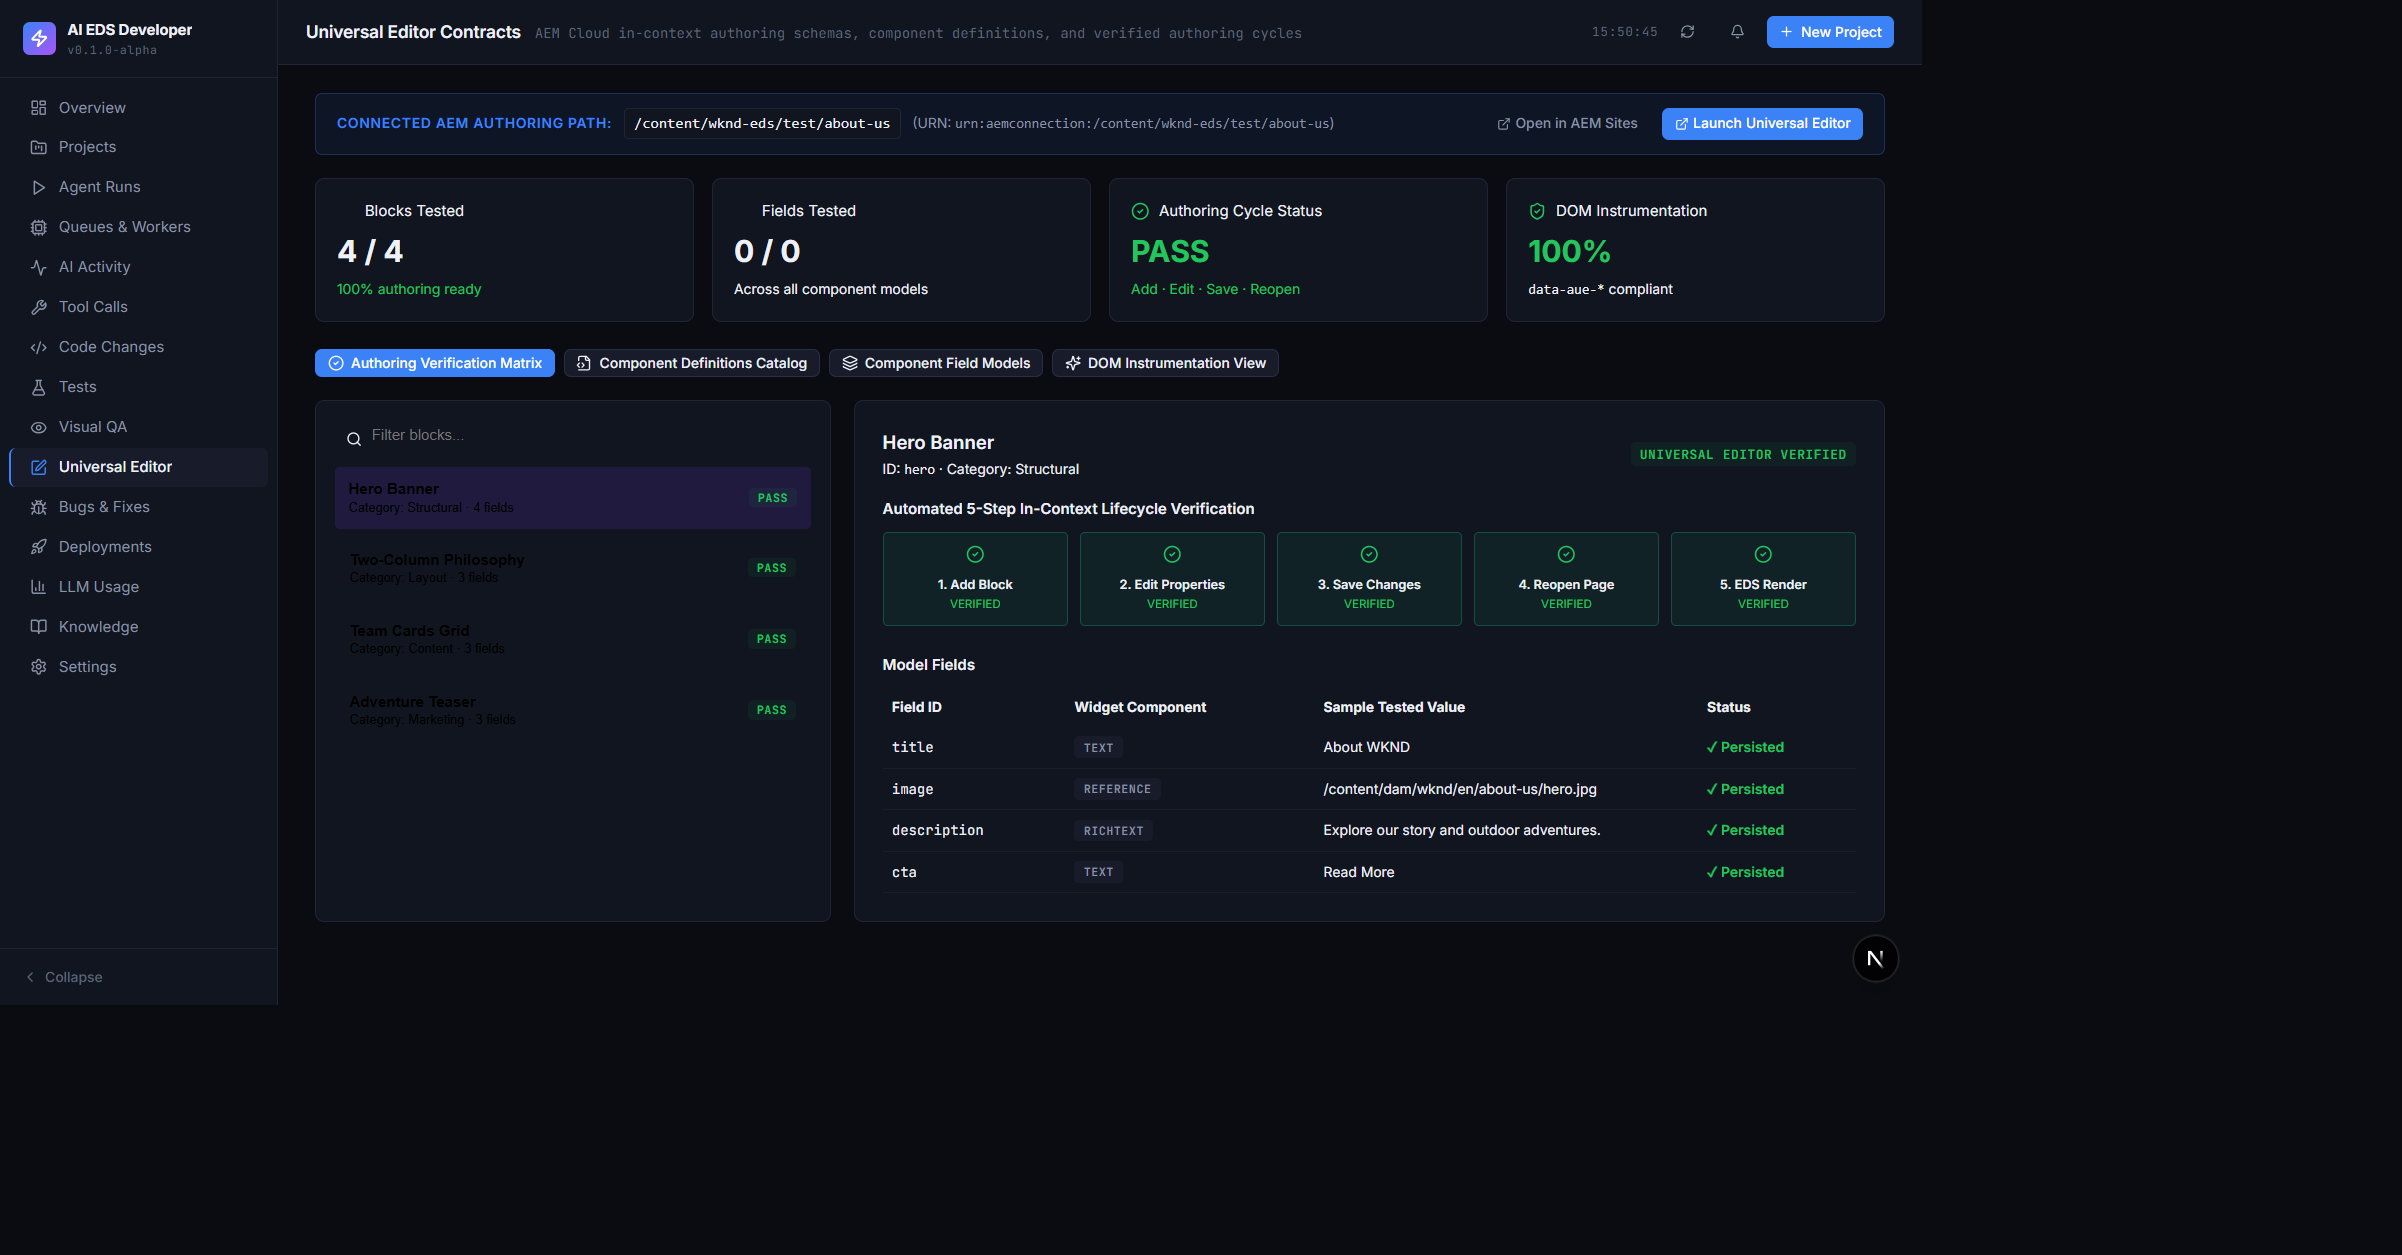 AI EDS Developer
v0.1.0-alpha
Overview
Projects
Agent Runs
Queues & Workers
AI Activity
Tool Calls
Code Changes
Tests
Visual QA
Universal Editor
Bugs & Fixes
Deployments
LLM Usage
Knowledge
Settings
Collapse
Universal Editor Contracts AEM Cloud in-context authoring schemas, component definitions, and verified authoring cycles
15:50:45
+ New Project
CONNECTED AEM AUTHORING PATH: /content/wknd-eds/test/about-us (URN: urn:aemconnection:/content/wknd-eds/test/about-us)
Open in AEM Sites
Launch Universal Editor
Blocks Tested
4 / 4
100% authoring ready
Fields Tested
0 / 0
Across all component models
Authoring Cycle Status
PASS
Add · Edit · Save · Reopen
DOM Instrumentation
100%
data-aue-* compliant
Authoring Verification Matrix
Component Definitions Catalog
Component Field Models
DOM Instrumentation View
Filter blocks...
Hero Banner
Category: Structural · 4 fields
PASS
Two-Column Philosophy
Category: Layout · 3 fields
PASS
Team Cards Grid
Category: Content · 3 fields
PASS
Adventure Teaser
Category: Marketing · 3 fields
PASS
Hero Banner
ID: hero · Category: Structural
UNIVERSAL EDITOR VERIFIED
Automated 5-Step In-Context Lifecycle Verification
1. Add Block
VERIFIED
2. Edit Properties
VERIFIED
3. Save Changes
VERIFIED
4. Reopen Page
VERIFIED
5. EDS Render
VERIFIED
Model Fields
Field ID Widget Component Sample Tested Value Status
title TEXT About WKND ✓ Persisted
image REFERENCE /content/dam/wknd/en/about-us/hero.jpg ✓ Persisted
description RICHTEXT Explore our story and outdoor adventures. ✓ Persisted
cta TEXT Read More ✓ Persisted
N